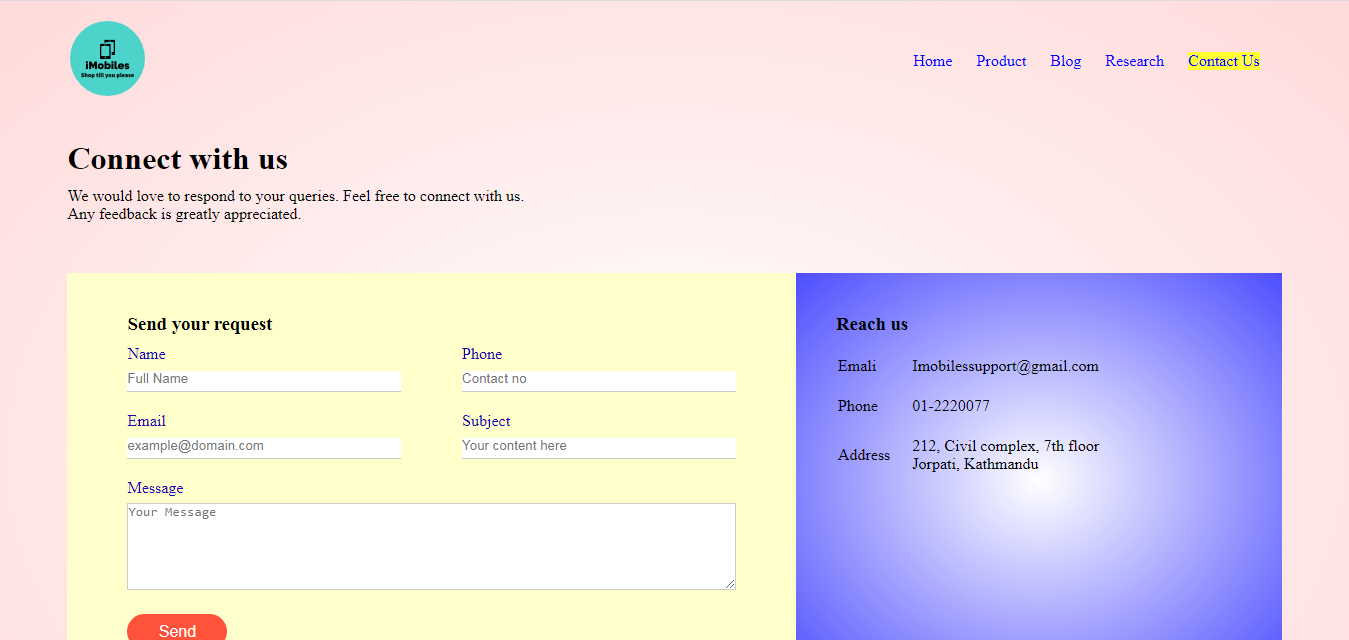 iMobiles
Shop till you please
Home Product Blog Research Contact Us
Connect with us
We would love to respond to your queries. Feel free to connect with us.
Any feedback is greatly appreciated.
Send your request
Name Phone
Full Name Contact no
Email Subject
example@domain.com Your content here
Message
Your Message
Send
Reach us
Emali Imobilessupport@gmail.com
Phone 01-2220077
Address 212, Civil complex, 7th floor
Jorpati, Kathmandu